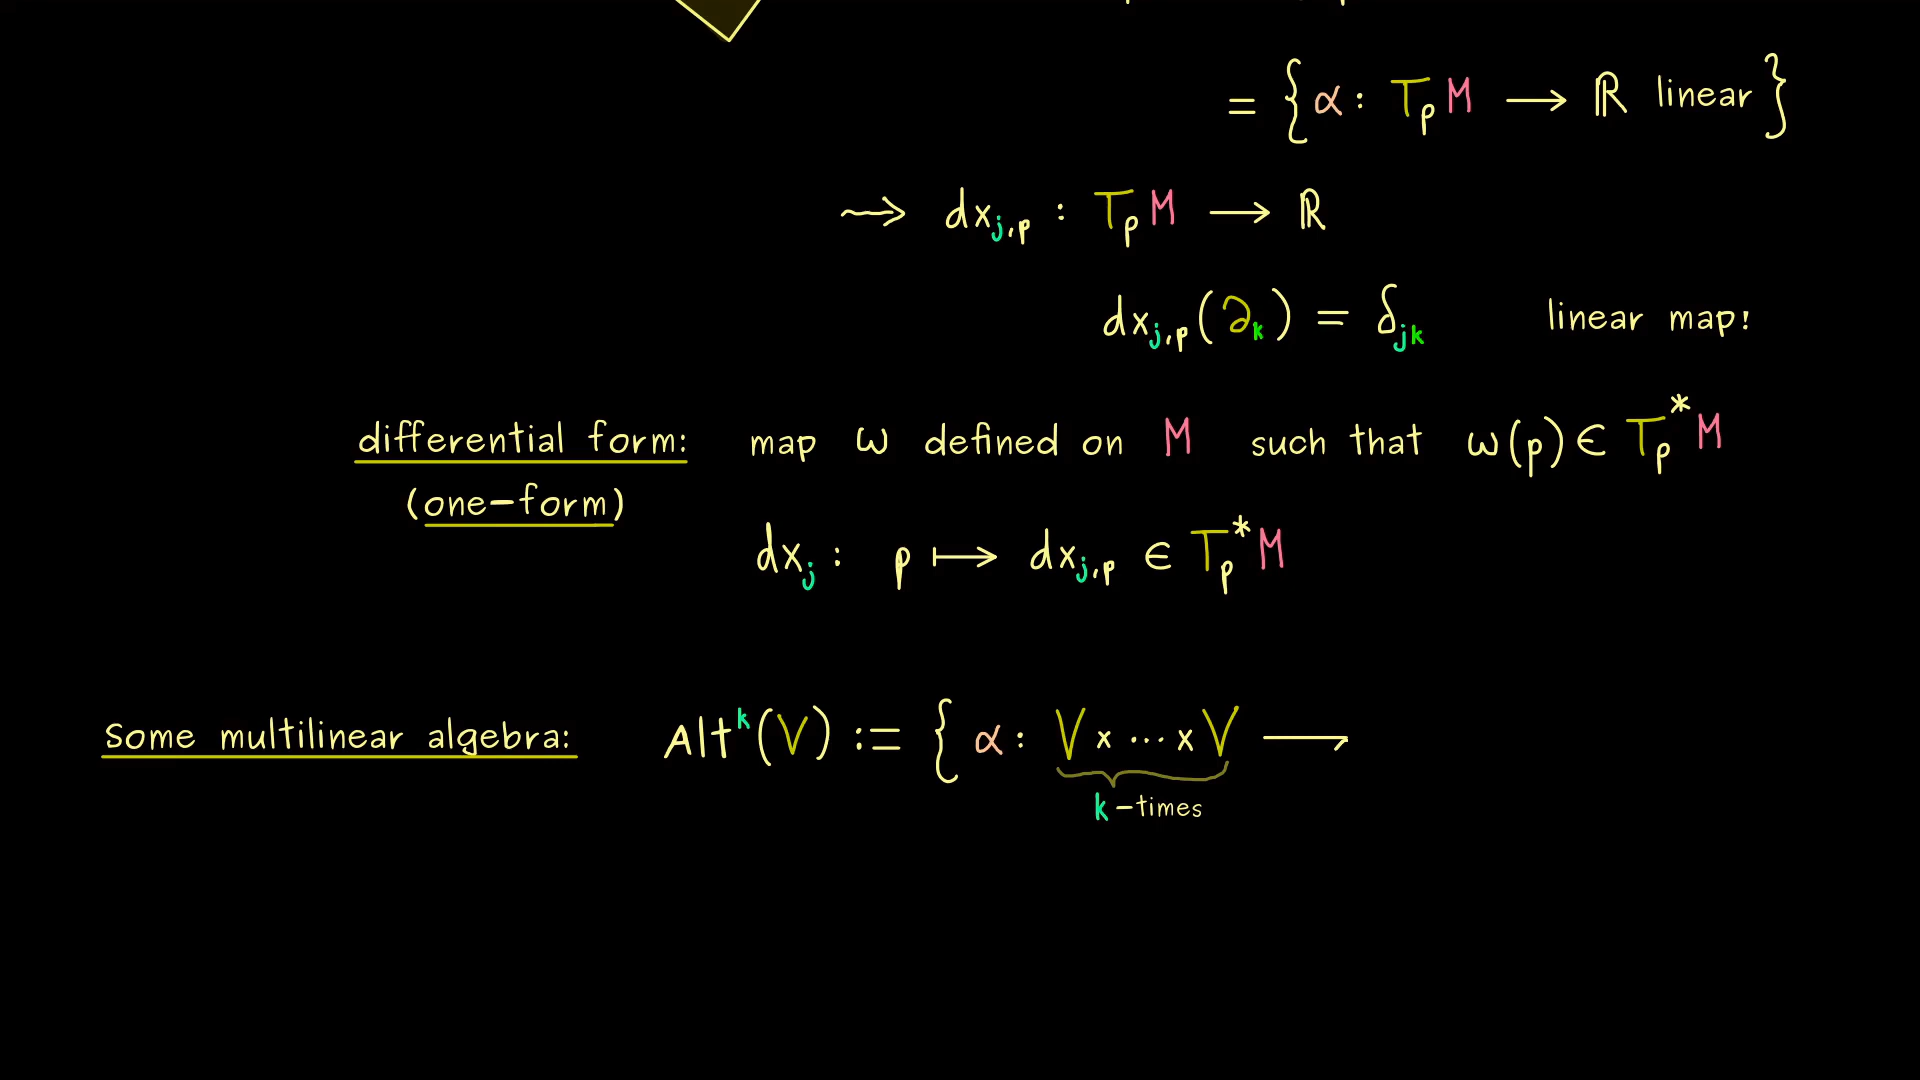 = {α: TₚM ⟶ ℝ linear}
⇝ dx_{j,p} : TₚM ⟶ ℝ
dx_{j,p}(∂ₖ) = δ_{jk} linear map!
differential form: map ω defined on M such that ω(p) ∈ Tₚ*M
(one-form)
dx_j : p ⟼ dx_{j,p} ∈ Tₚ*M
Some multilinear algebra: Altᵏ(V) := { α: V × ... × V ⟶
k-times